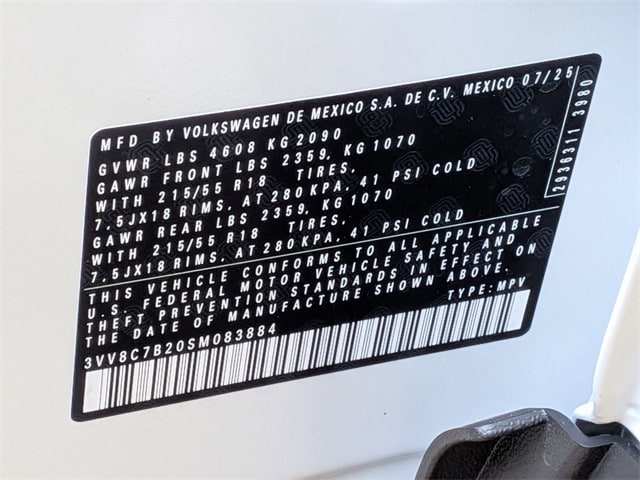 MFD BY VOLKSWAGEN DE MEXICO S.A. DE C.V. MEXICO 07/25
GVWR LBS 4608 KG 2090
GAWR FRONT LBS 2359, KG 1070
WITH 215/55 R18 TIRES,
7,5JX18 RIMS, AT 280 KPA, 41 PSI COLD
GAWR REAR LBS 2359, KG 1070
WITH 215/55 R18 TIRES,
7,5JX18 RIMS, AT 280 KPA, 41 PSI COLD
THIS VEHICLE CONFORMS TO ALL APPLICABLE
U.S. FEDERAL MOTOR VEHICLE SAFETY AND
THEFT PREVENTION STANDARDS IN EFFECT ON
THE DATE OF MANUFACTURE SHOWN ABOVE.
3VV8C7B20SM083884 TYPE: MPV
2936311 3980